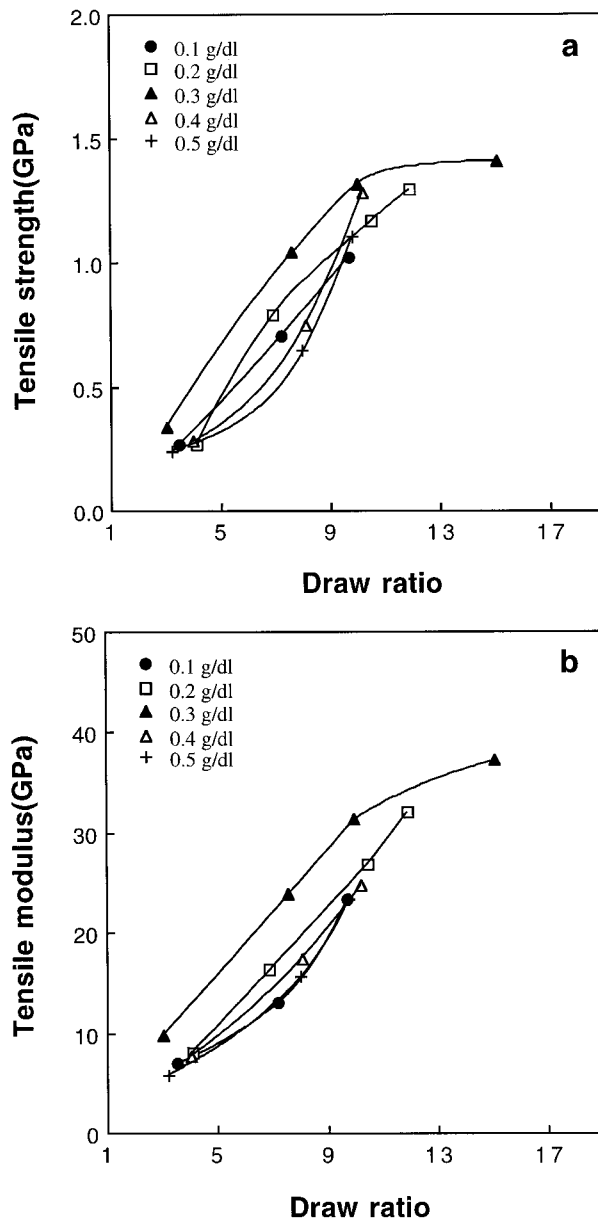 a
2.0
1.5
1.0
0.5
0.0
Tensile strength(GPa)
0.1 g/dl
0.2 g/dl
0.3 g/dl
0.4 g/dl
0.5 g/dl
1 5 9 13 17
Draw ratio
b
50
40
30
20
10
0
Tensile modulus(GPa)
0.1 g/dl
0.2 g/dl
0.3 g/dl
0.4 g/dl
0.5 g/dl
1 5 9 13 17
Draw ratio